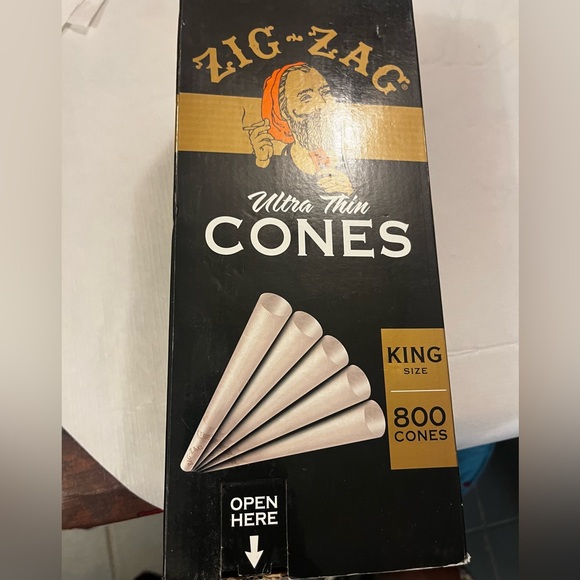 ZIG-ZAG®
Ultra Thin
CONES
KING
SIZE
800
CONES
OPEN
HERE